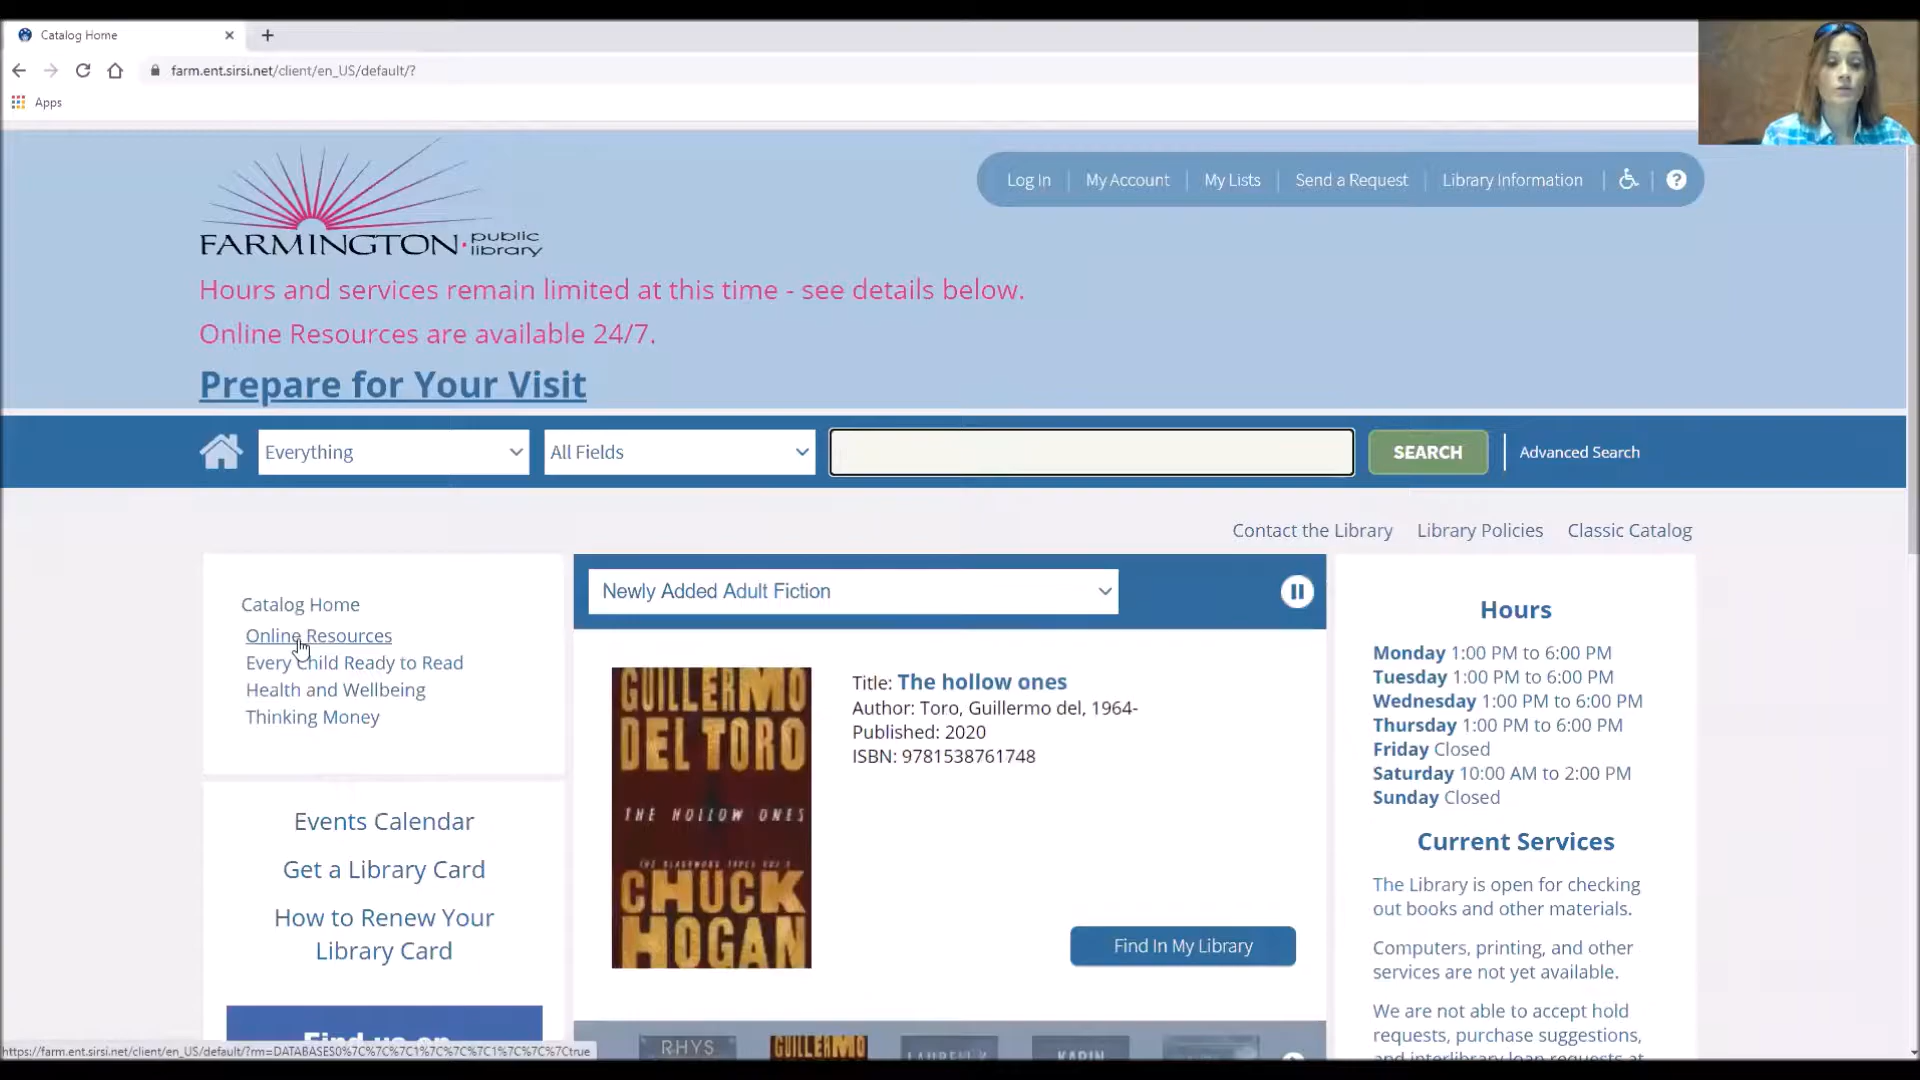 Catalog Home
farm.ent.sirsi.net/client/en_US/default/?
Apps
FARMINGTON public library
Log In My Account My Lists Send a Request Library Information
Hours and services remain limited at this time - see details below.
Online Resources are available 24/7.
Prepare for Your Visit
Everything All Fields SEARCH Advanced Search
Contact the Library Library Policies Classic Catalog
Catalog Home
Online Resources
Every Child Ready to Read
Health and Wellbeing
Thinking Money
Events Calendar
Get a Library Card
How to Renew Your
Library Card
Find us on
Newly Added Adult Fiction
GUILLERMO
DEL TORO
THE HOLLOW ONES
CHUCK
HOGAN
Title: The hollow ones
Author: Toro, Guillermo del, 1964-
Published: 2020
ISBN: 9781538761748
Find In My Library
RHYS
GUILLERMO
KARIN
Hours
Monday 1:00 PM to 6:00 PM
Tuesday 1:00 PM to 6:00 PM
Wednesday 1:00 PM to 6:00 PM
Thursday 1:00 PM to 6:00 PM
Friday Closed
Saturday 10:00 AM to 2:00 PM
Sunday Closed
Current Services
The Library is open for checking
out books and other materials.
Computers, printing, and other
services are not yet available.
We are not able to accept hold
requests, purchase suggestions,
and interlibrary loan requests at
https://farm.ent.sirsi.net/client/en_US/default/?rm=DATABASES0%7C%7C%7C1%7C%7C%7C1%7C%7C%7Ctrue